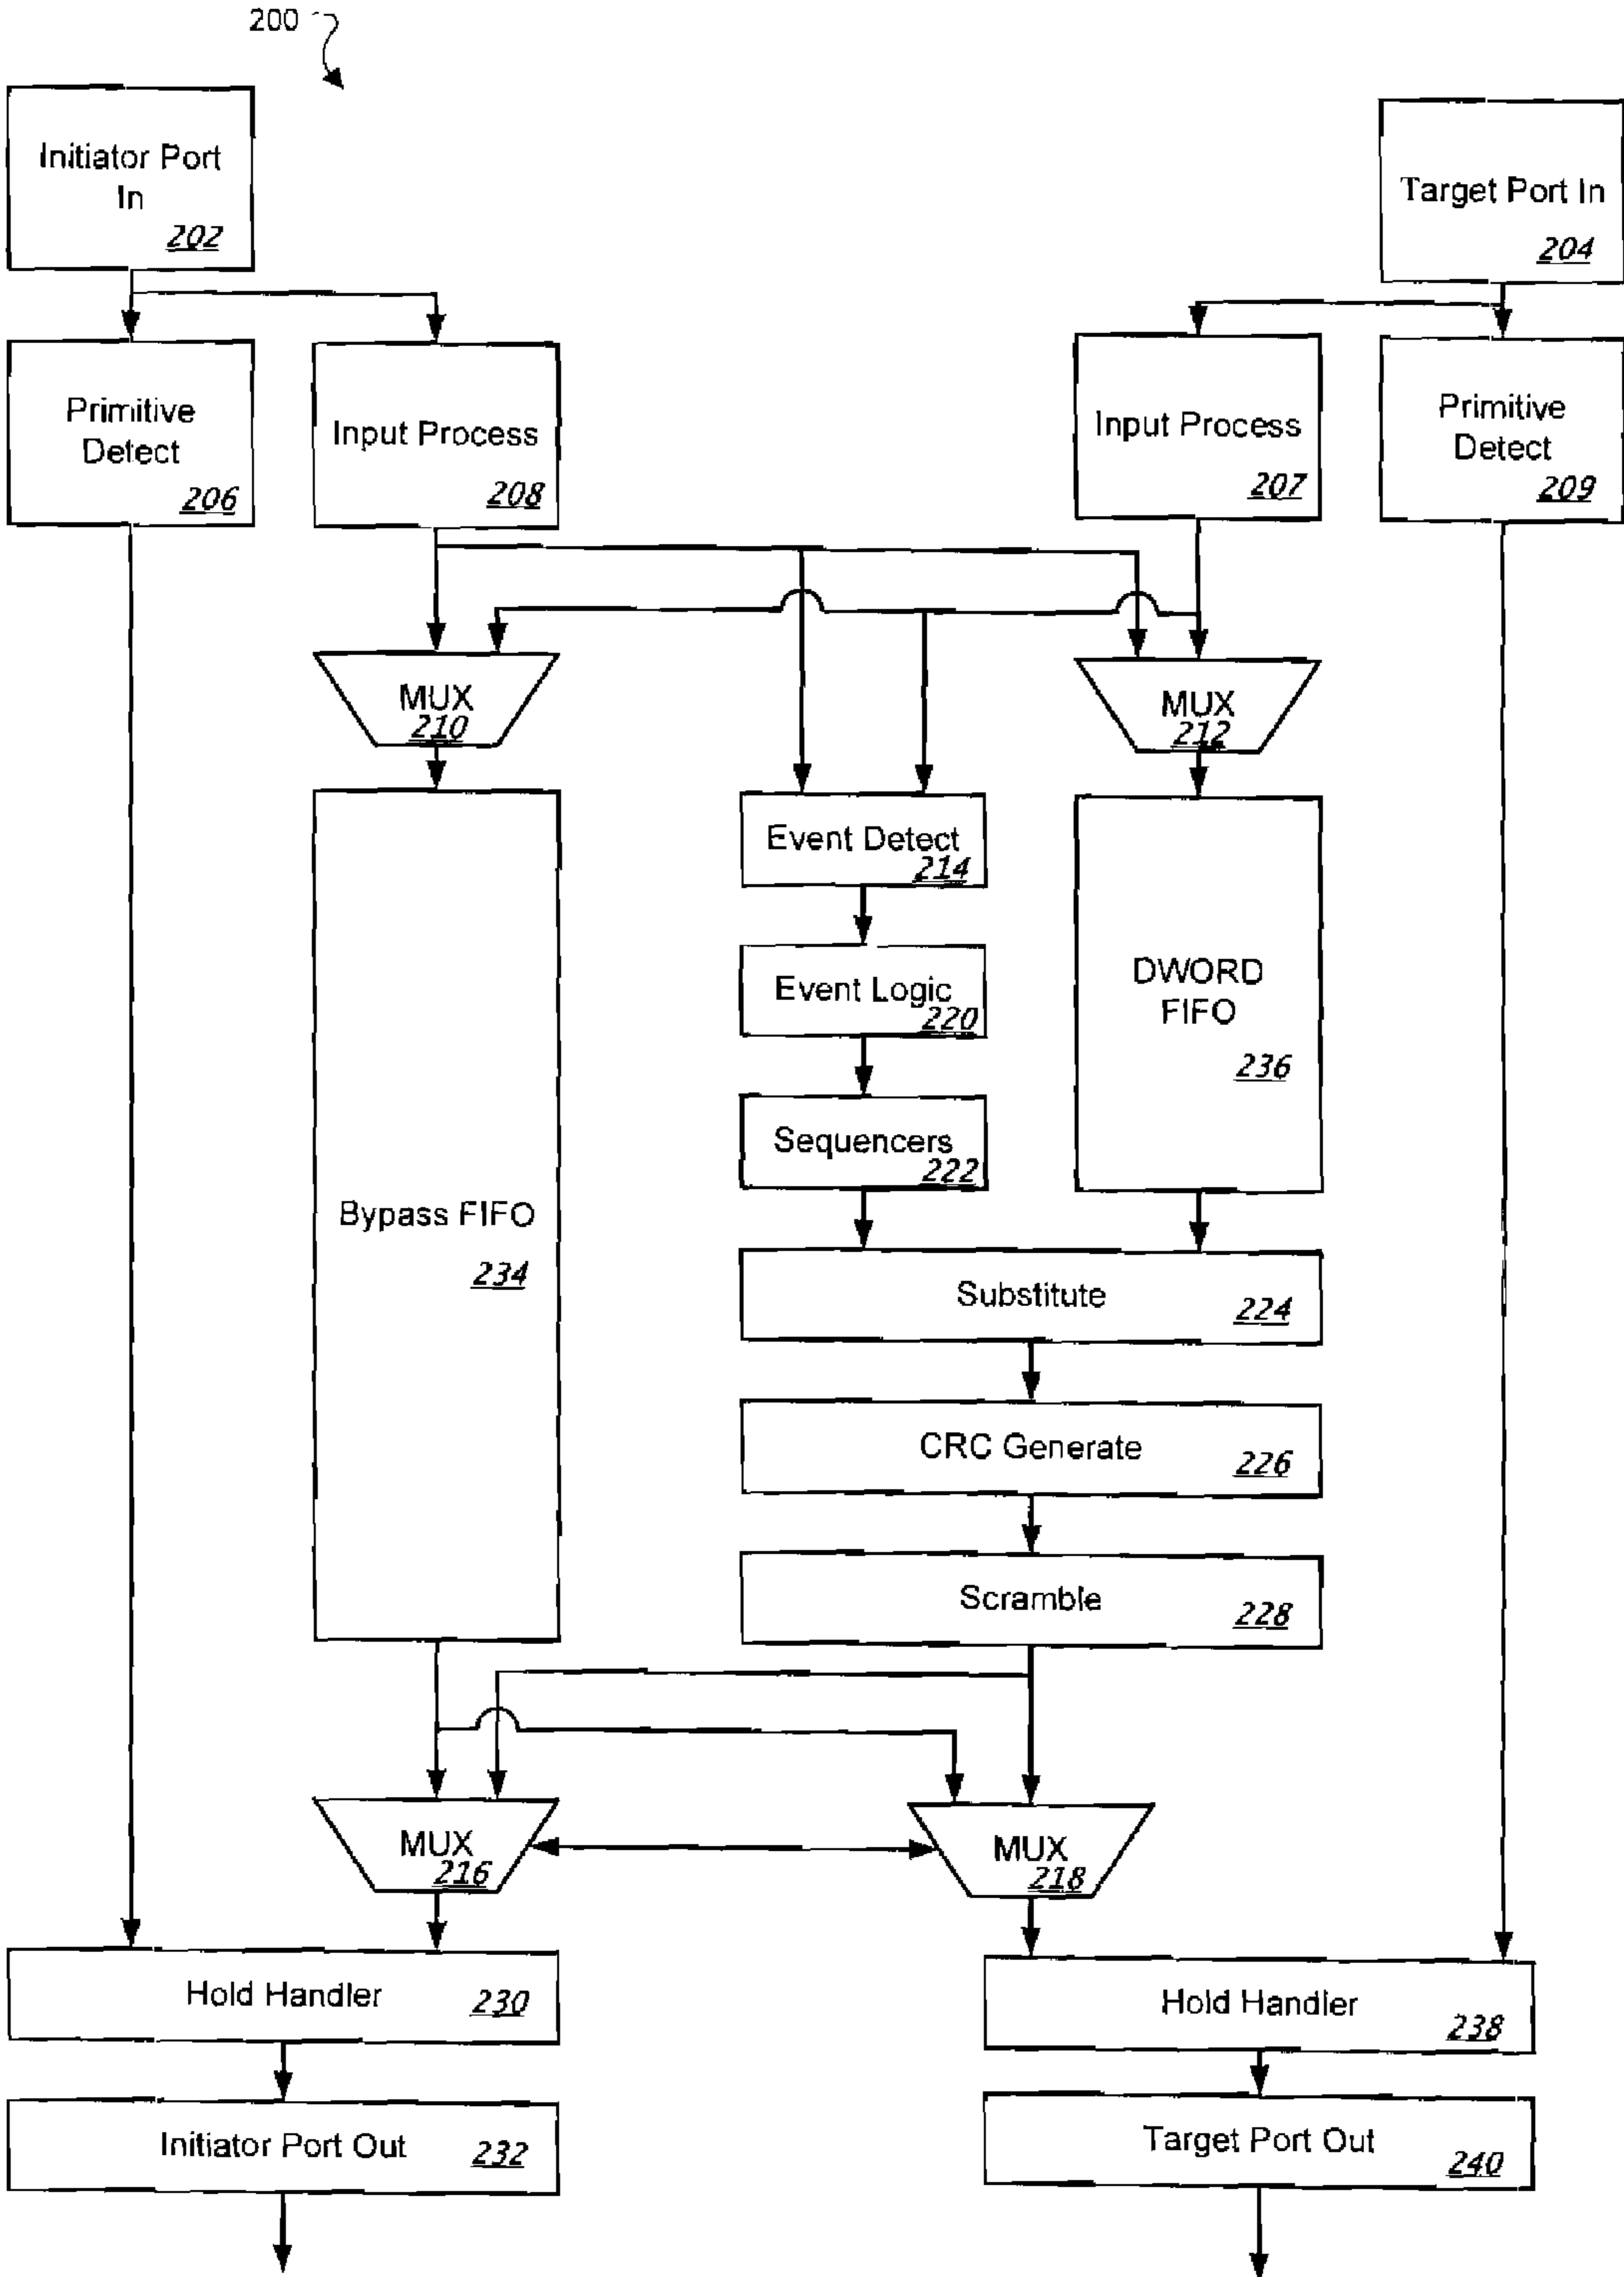 200
Initiator Port
In
202
Target Port In
204
Primitive
Detect
206
Input Process
208
Input Process
207
Primitive
Detect
209
MUX
210
MUX
212
Event Detect
214
Event Logic
220
DWORD
FIFO
236
Sequencers
222
Bypass FIFO
234
Substitute
224
CRC Generate
226
Scramble
228
MUX
216
MUX
218
Hold Handler
230
Hold Handler
238
Initiator Port Out
232
Target Port Out
240